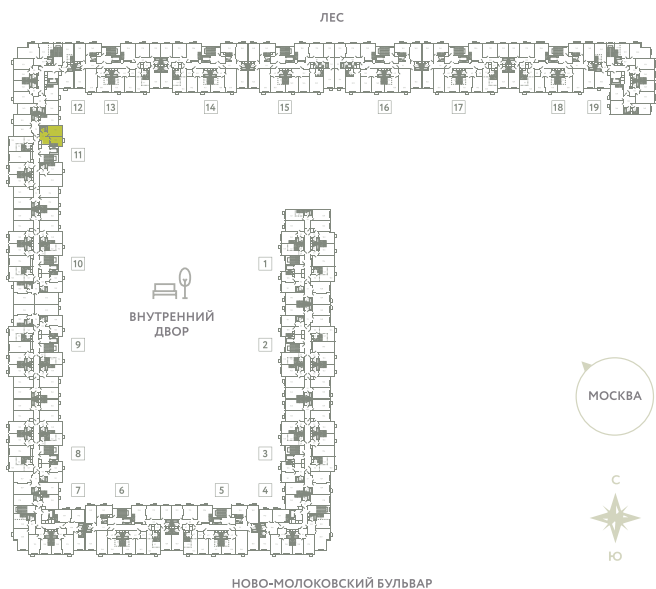 ЛЕС
12 13 14 15 16 17 18 19
11
10 1
ВНУТРЕННИЙ
ДВОР
9 2
МОСКВА
8 3
7 6 5 4
С
Ю
НОВО-МОЛОКОВСКИЙ БУЛЬВАР